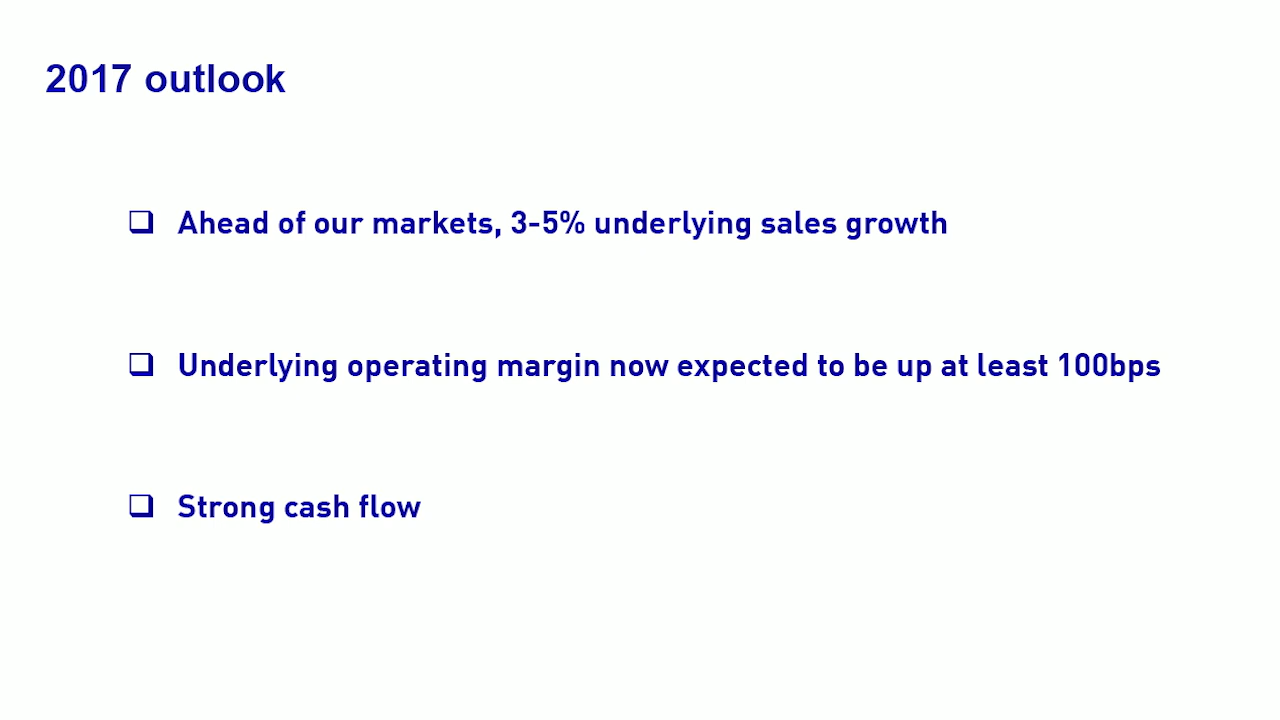 2017 outlook
Ahead of our markets, 3-5% underlying sales growth
Underlying operating margin now expected to be up at least 100bps
Strong cash flow